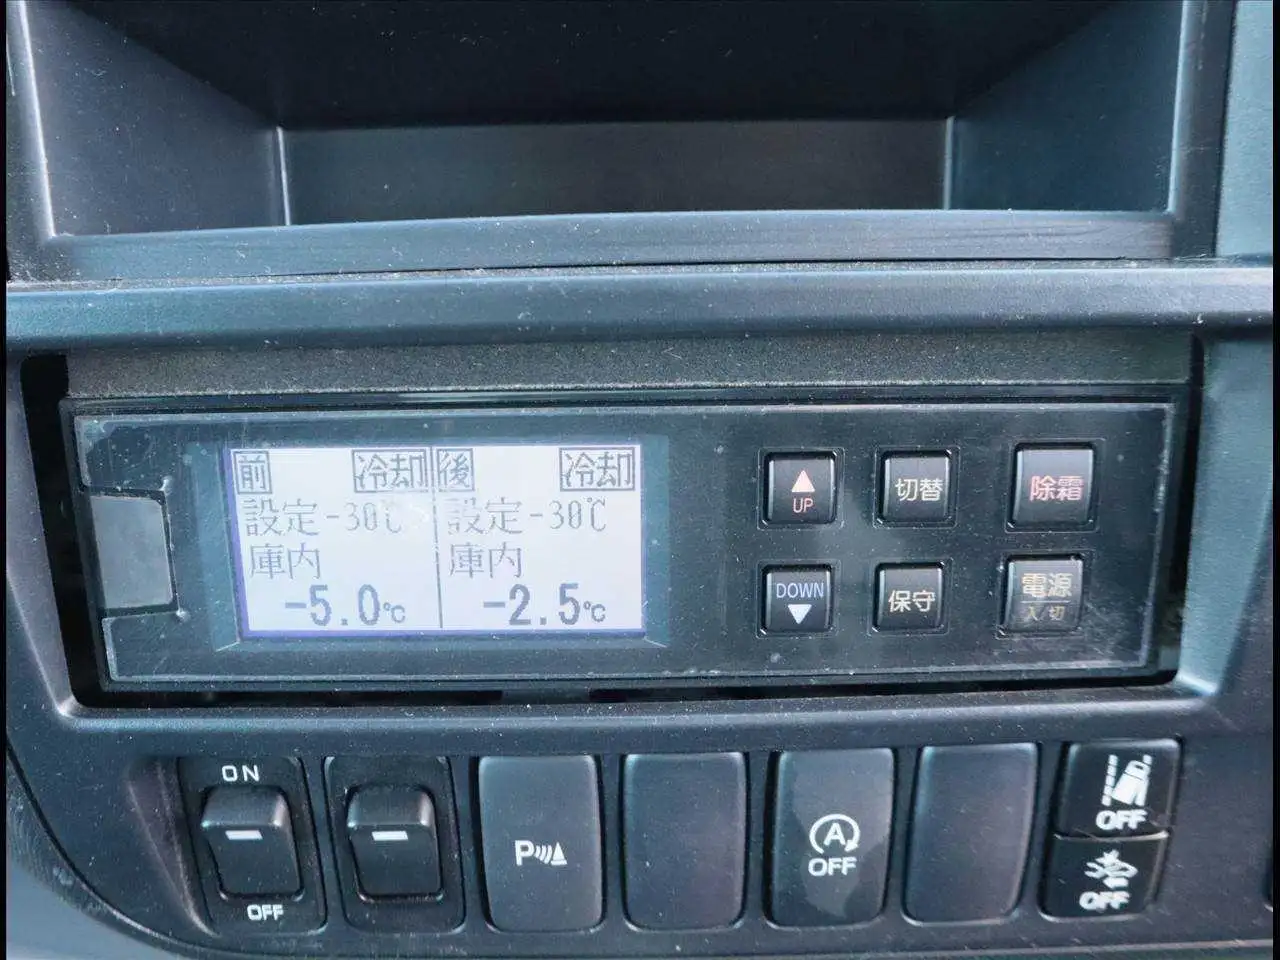 前 冷却 後 冷却
設定-30℃ 設定-30℃
庫内 庫内
-5.0℃ -2.5℃
UP
切替
除霜
DOWN
保守
電源
入/切
ON
OFF
P
A
OFF
OFF
OFF